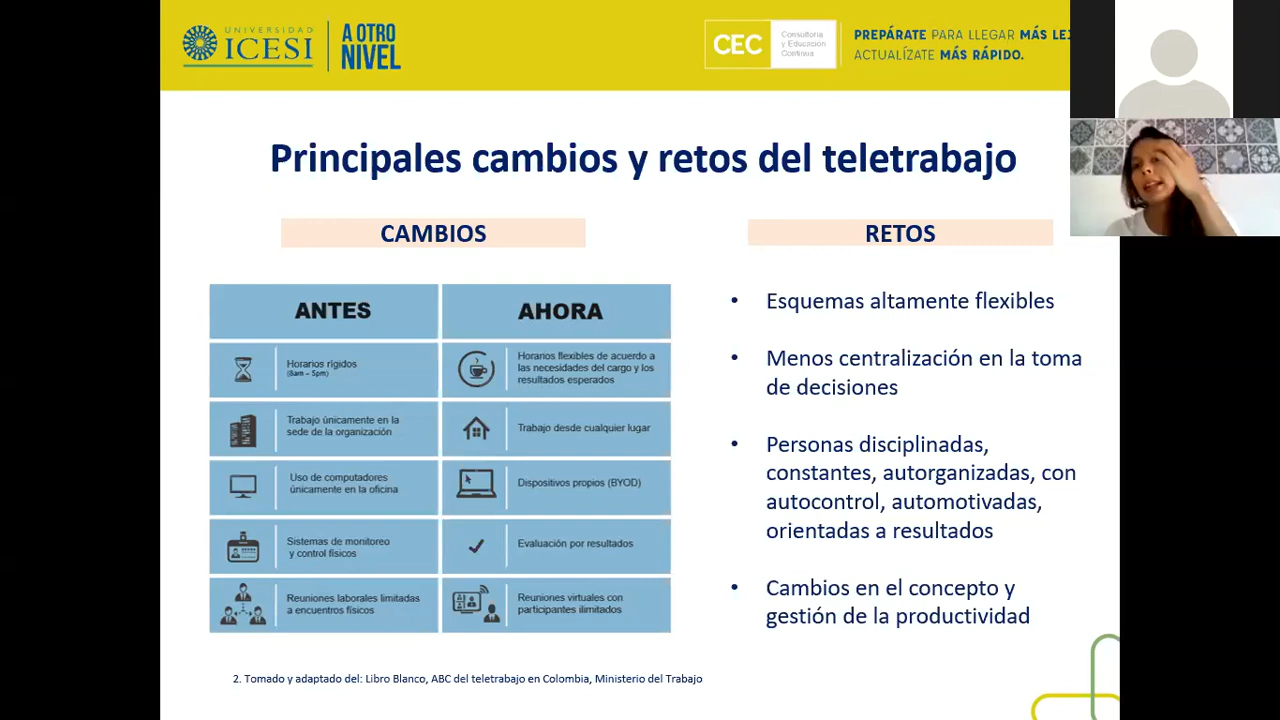 UNIVERSIDAD
ICESI
A OTRO
NIVEL
CEC
Consultoría
y Educación
Continua
PREPÁRATE PARA LLEGAR MÁS
ACTUALÍZATE MÁS RÁPIDO.
Principales cambios y retos del teletrabajo
CAMBIOS
ANTES
AHORA
Horarios rígidos
(8am – 5pm)
Horarios flexibles de acuerdo a
las necesidades del cargo y los
resultados esperados
Trabajo únicamente en la
sede de la organización
Trabajo desde cualquier lugar
Uso de computadores
únicamente en la oficina
Dispositivos propios (BYOD)
Sistemas de monitoreo
y control físicos
Evaluación por resultados
Reuniones laborales limitadas
a encuentros físicos
Reuniones virtuales con
participantes ilimitados
RETOS
• Esquemas altamente flexibles
• Menos centralización en la toma
de decisiones
• Personas disciplinadas,
constantes, autorganizadas, con
autocontrol, automotivadas,
orientadas a resultados
• Cambios en el concepto y
gestión de la productividad
2. Tomado y adaptado del: Libro Blanco, ABC del teletrabajo en Colombia, Ministerio del Trabajo